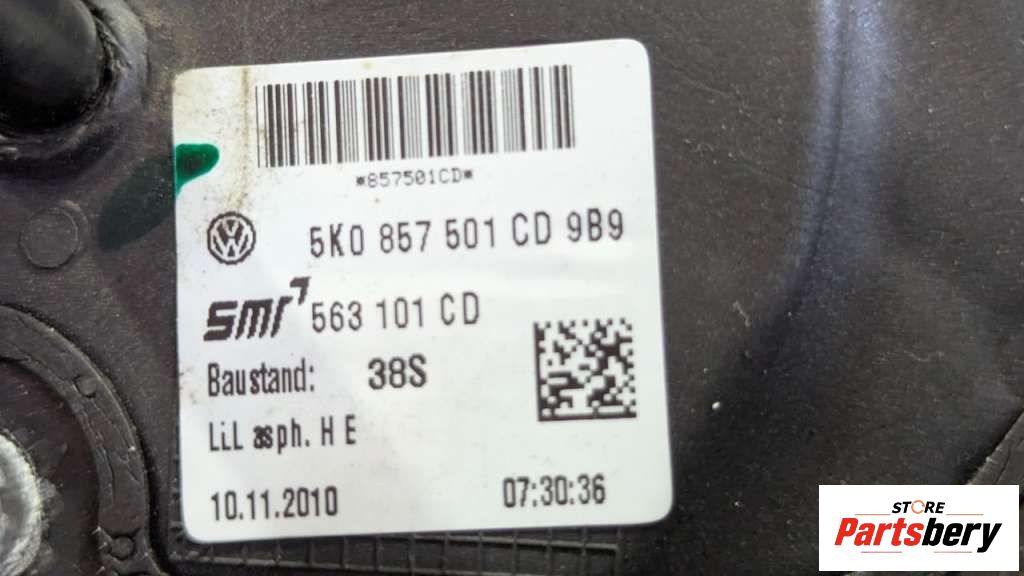 *857501CD*
5K0 857 501 CD 9B9
smr 563 101 CD
Baustand: 38S
Li.L asph. H E
10.11.2010 07:30:36
STORE
Partsbery